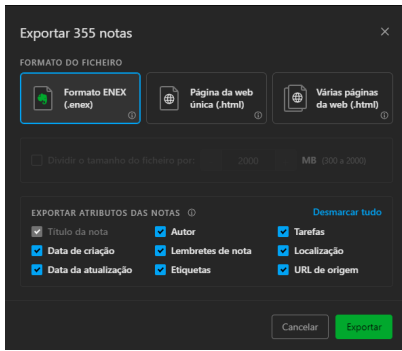 Exportar 355 notas
FORMATO DO FICHEIRO
Formato ENEX
(.enex)
Página da web
única (.html)
Várias páginas
da web (.html)
Dividir o tamanho do ficheiro por: 2000 MB (300 a 2000)
EXPORTAR ATRIBUTOS DAS NOTAS
Desmarcar tudo
Título da nota
Autor
Tarefas
Data de criação
Lembretes de nota
Localização
Data da atualização
Etiquetas
URL de origem
Cancelar
Exportar